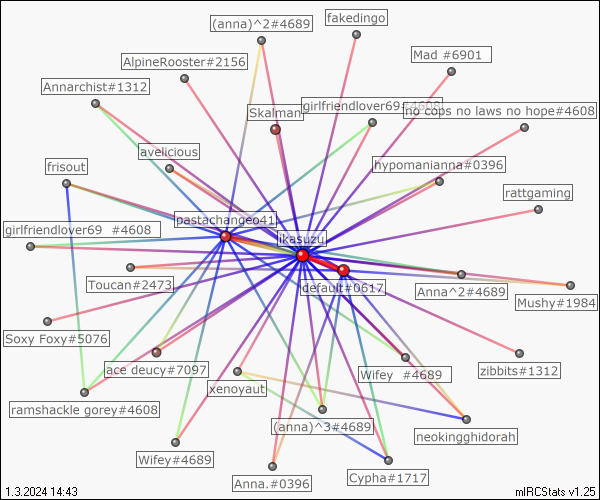 fakedingo
(anna)^2#4689
Mad #6901
AlpineRooster#2156
Annarchist#1312
girlfriendlover69#4608
Skalman
no cops no laws no hope#4608
avelicious
frisout
hypomanianna#0396
rattgaming
pastachangeo41
girlfriendlover69 #4608
ikasuzu
Toucan#2473
default#0617
Anna^2#4689
Mushy#1984
Soxy Foxy#5076
ace deucy#7097
Wifey #4689
zibbits#1312
xenoyaut
ramshackle gorey#4608
(anna)^3#4689
neokingghidorah
Wifey#4689
Anna.#0396
Cypha#1717
1.3.2024 14:43
mIRCStats v1.25